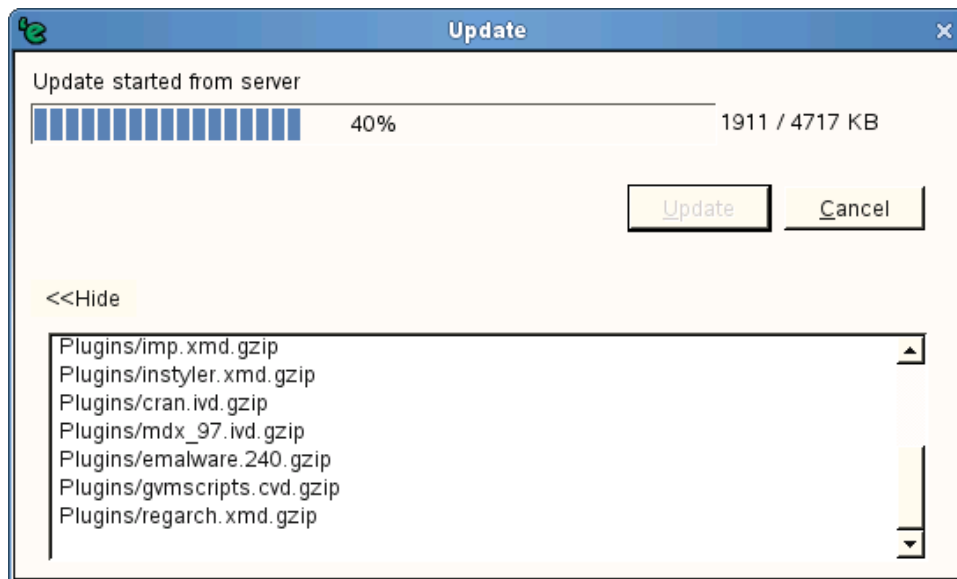 Update
Update started from server
40%
1911 / 4717 KB
Update
Cancel
<<Hide
Plugins/imp.xmd.gzip
Plugins/instyler.xmd.gzip
Plugins/cran.ivd.gzip
Plugins/mdx_97.ivd.gzip
Plugins/emalware.240.gzip
Plugins/gvmscripts.cvd.gzip
Plugins/regarch.xmd.gzip